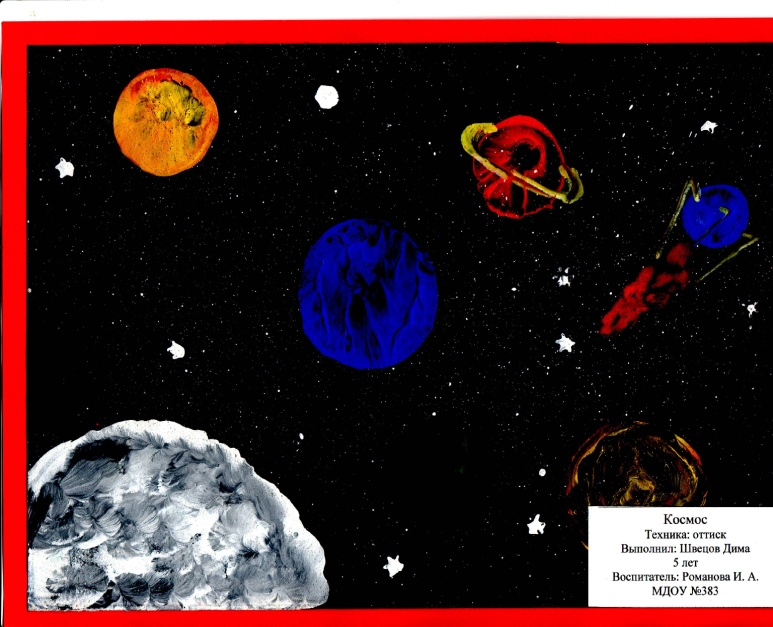 Космос
Техника: оттиск
Выполнил: Швецов Дима
5 лет
Воспитатель: Романова И. А.
МДОУ №383